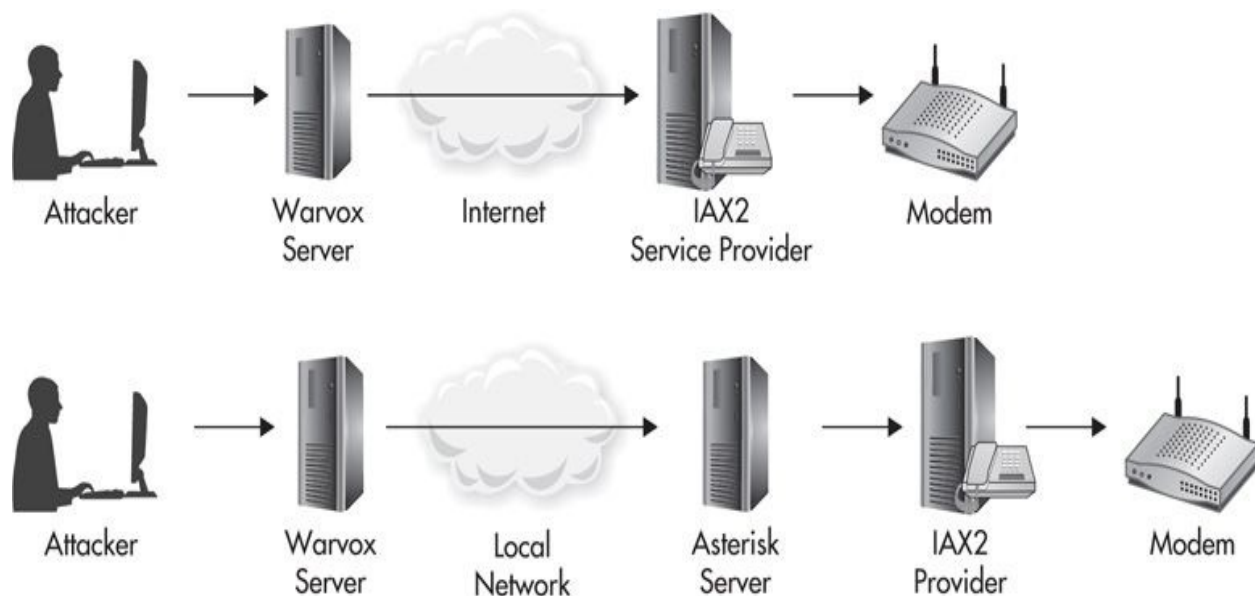 Attacker
Warvox
Server
Internet
IAX2
Service Provider
Modem
Attacker
Warvox
Server
Local
Network
Asterisk
Server
IAX2
Provider
Modem